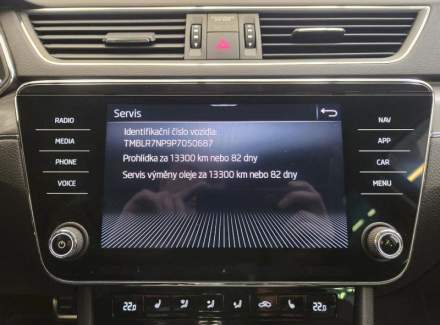 Servis
RADIO
NAV
Identifikační číslo vozidla:
TMBLR7NP9P7050687
MEDIA
APP
Prohlídka za 13300 km nebo 82 dny
PHONE
CAR
Servis výměny oleje za 13300 km nebo 82 dny
VOICE
MENU
22.0
22.0